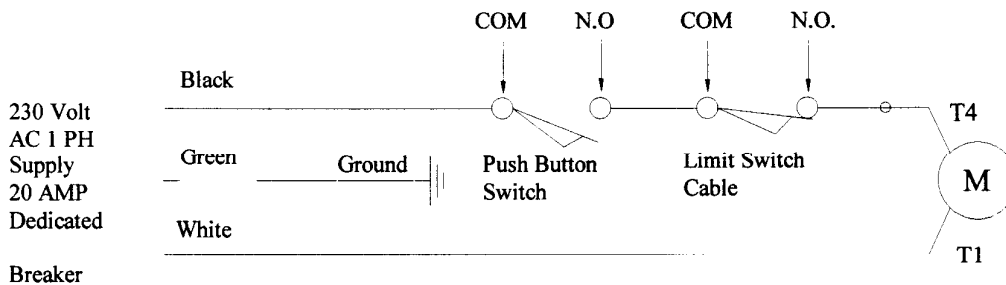 COM N.O COM N.O.
Black
230 Volt
AC 1 PH
Supply
20 AMP
Dedicated
Breaker
Green
Ground
Push Button
Switch
Limit Switch
Cable
T4
M
White
T1